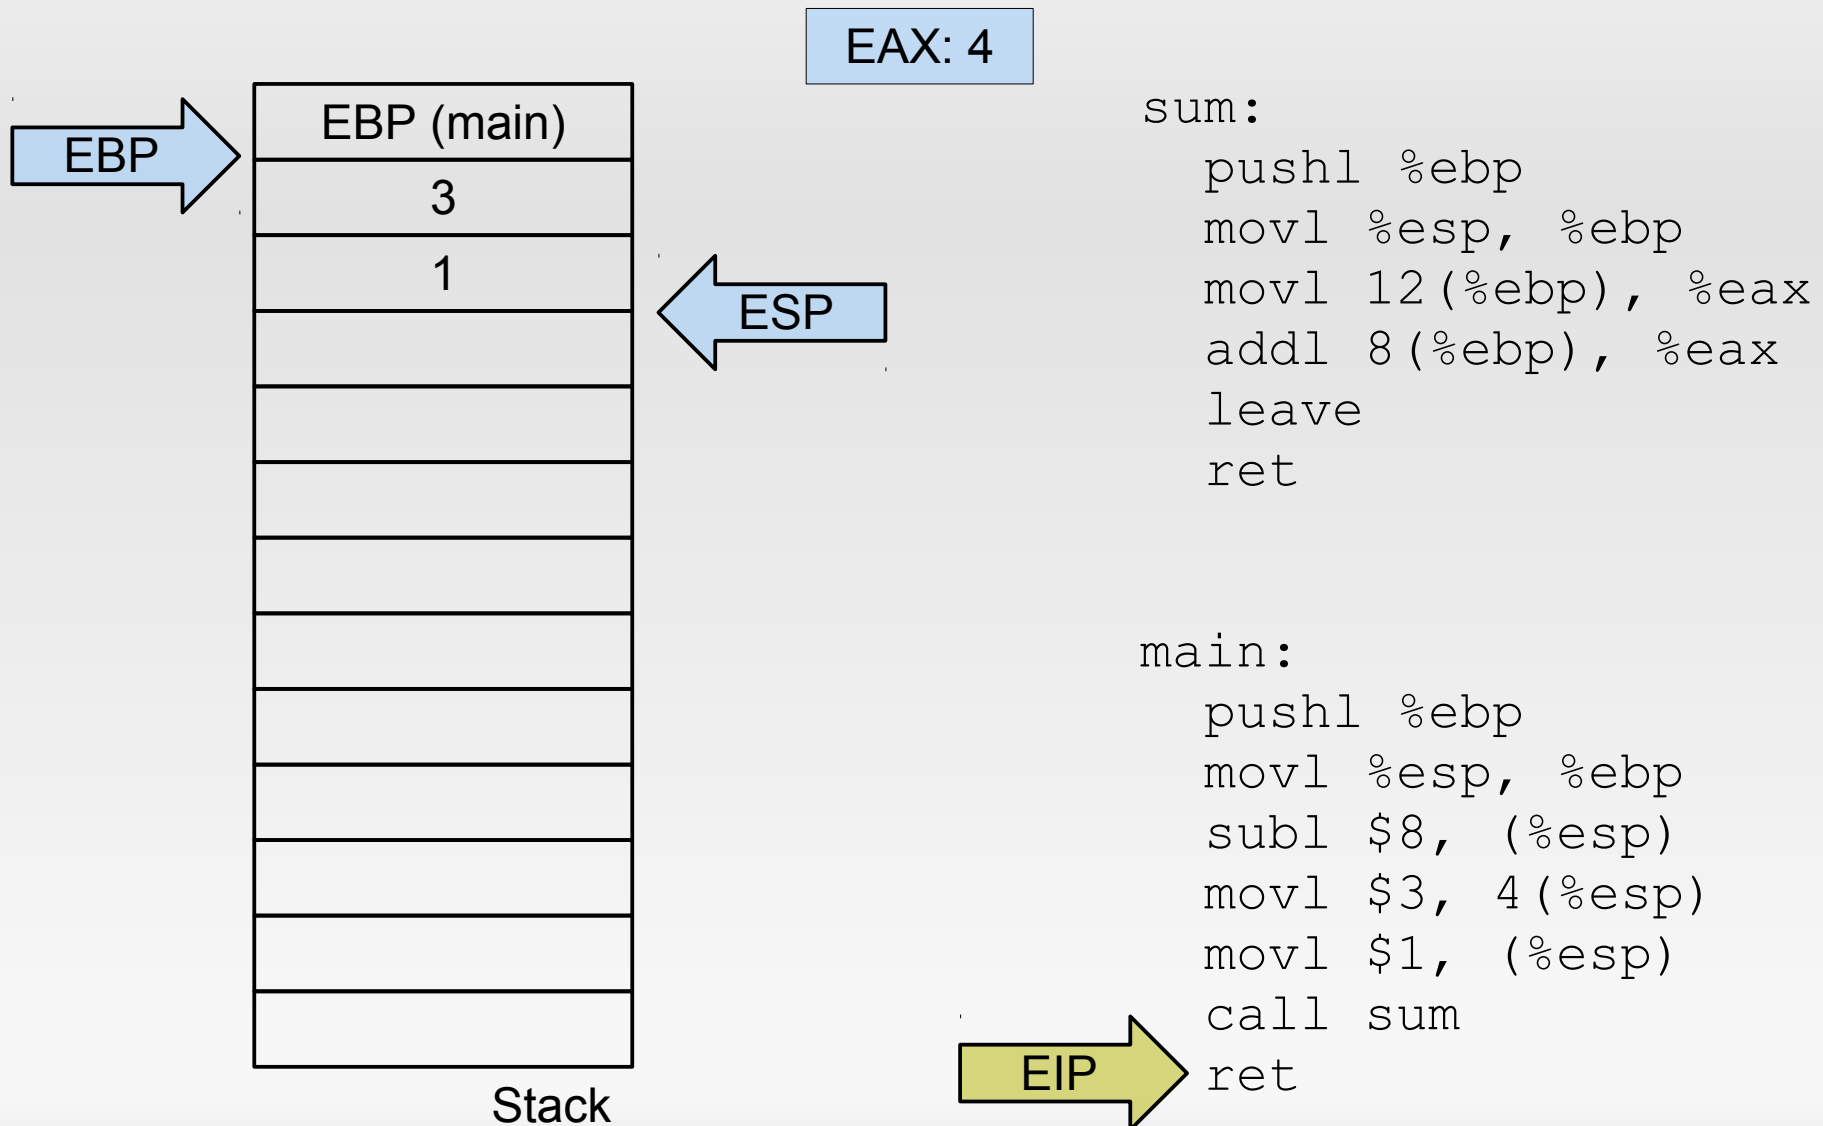 EAX: 4
EBP
EBP (main)
3
1
ESP
Stack
sum:
pushl %ebp
movl %esp, %ebp
movl 12(%ebp), %eax
addl 8(%ebp), %eax
leave
ret
main:
pushl %ebp
movl %esp, %ebp
subl $8, (%esp)
movl $3, 4(%esp)
movl $1, (%esp)
call sum
EIP
ret